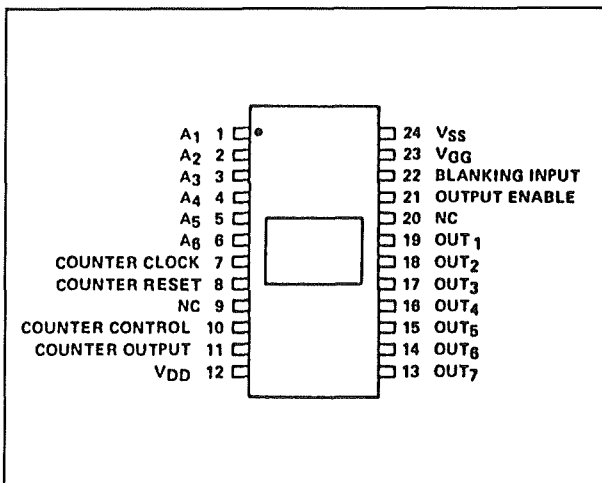 A1 1
A2 2
A3 3
A4 4
A5 5
A6 6
COUNTER CLOCK 7
COUNTER RESET 8
NC 9
COUNTER CONTROL 10
COUNTER OUTPUT 11
VDD 12
24 VSS
23 VGG
22 BLANKING INPUT
21 OUTPUT ENABLE
20 NC
19 OUT1
18 OUT2
17 OUT3
16 OUT4
15 OUT5
14 OUT6
13 OUT7